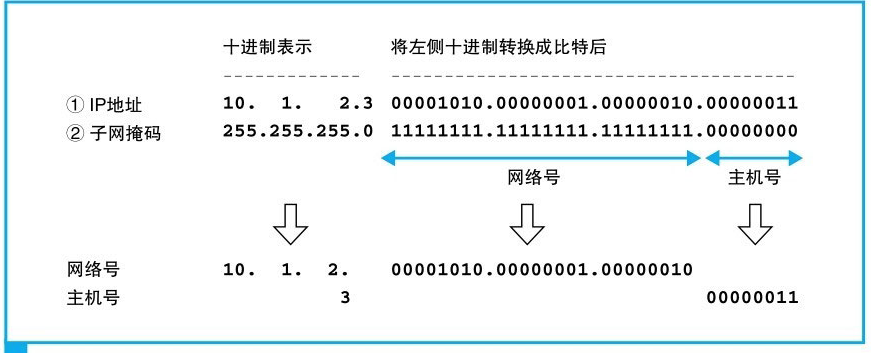 十进制表示 将左侧十进制转换成比特后
① IP地址 10. 1. 2.3 00001010.00000001.00000010.00000011
② 子网掩码 255.255.255.0 11111111.11111111.11111111.00000000
网络号 主机号
网络号 10. 1. 2. 00001010.00000001.00000010
主机号 3 00000011